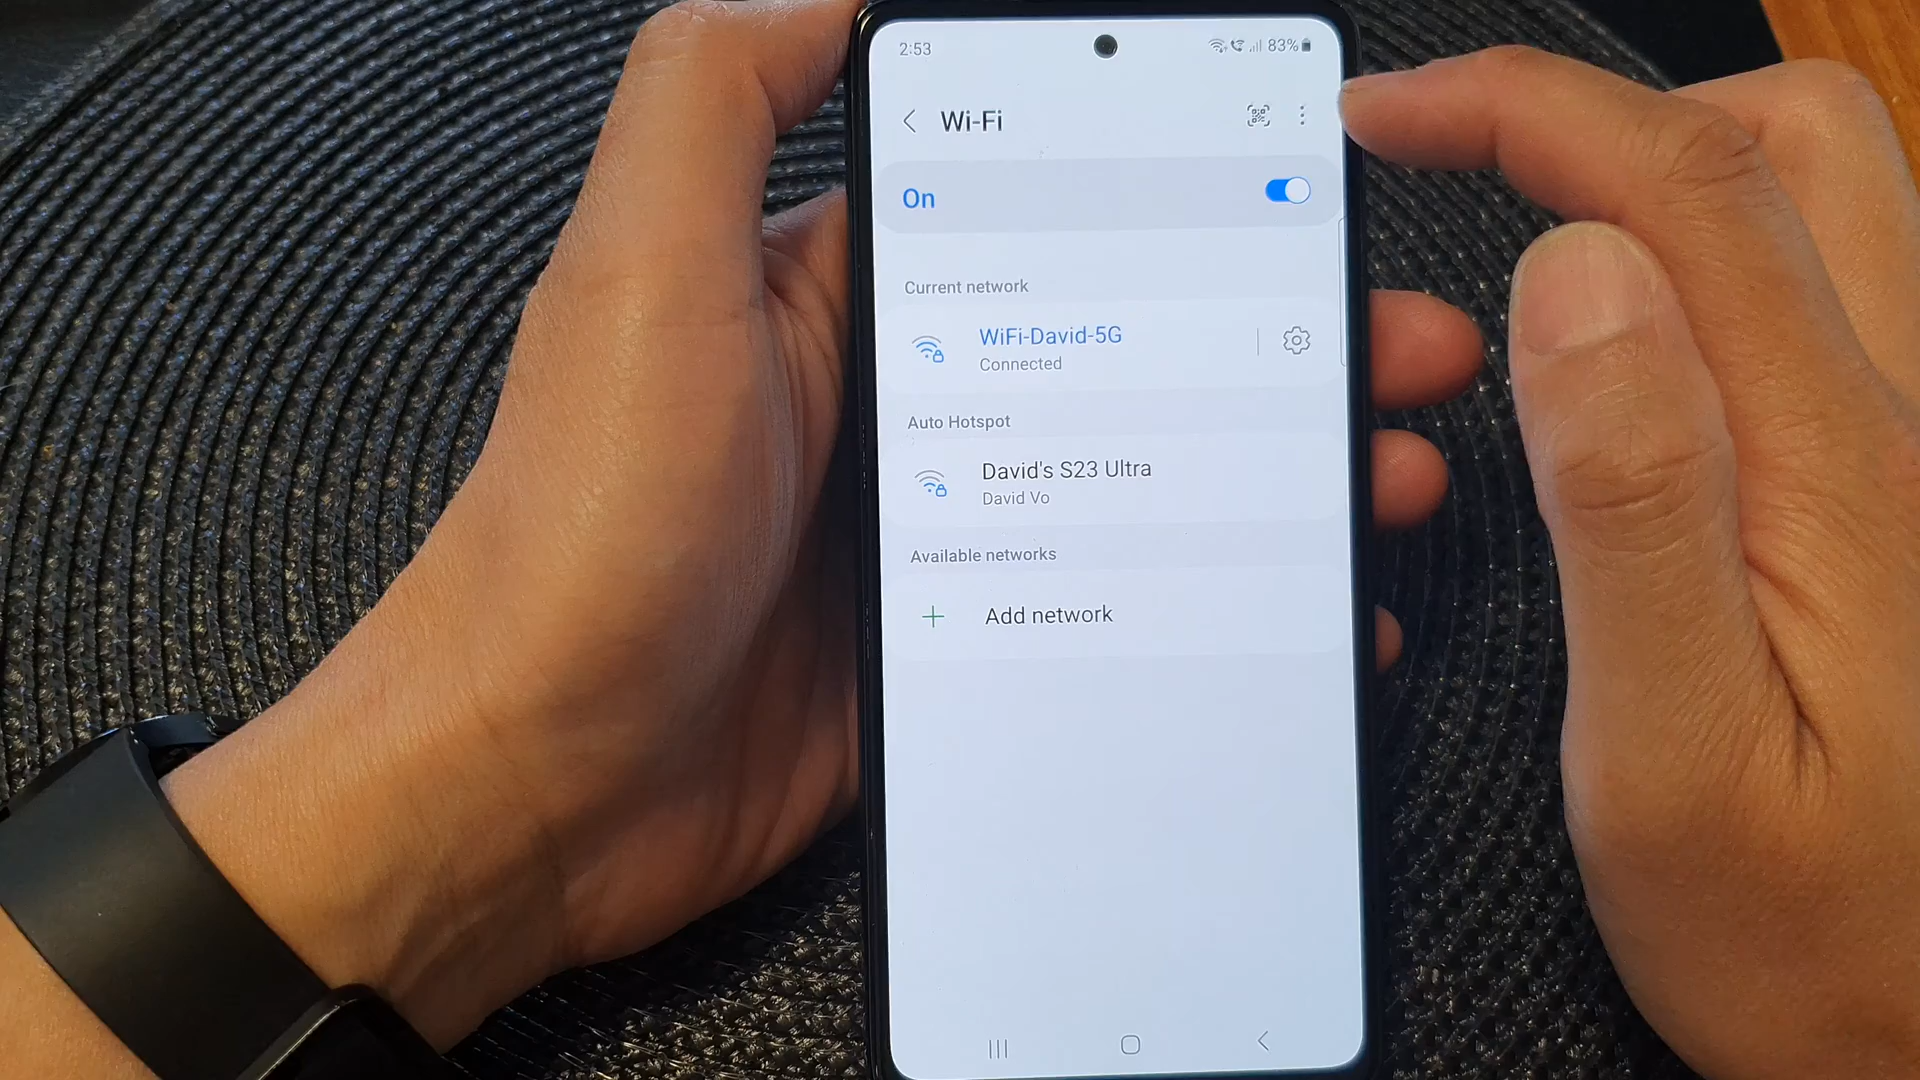 2:53
83%
Wi-Fi
On
Current network
WiFi-David-5G
Connected
Auto Hotspot
David's S23 Ultra
David Vo
Available networks
Add network